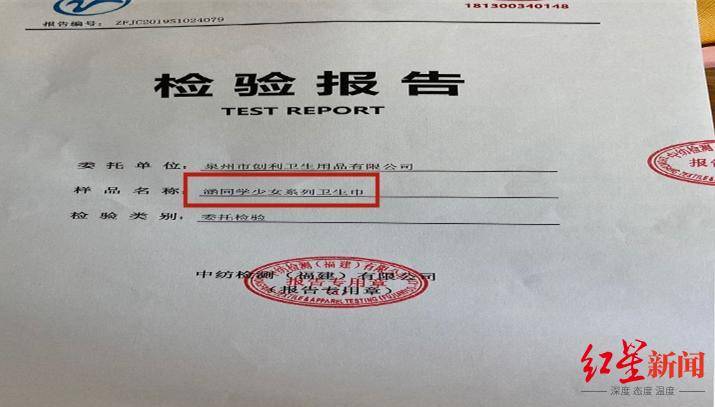 报告编号: ZFJC2019S1024079
181300340148
检验报告
TEST REPORT
委托单位: 泉州市创利卫生用品有限公司
样品名称: 涵同学少女系列卫生巾
检验类别: 委托检验
中纺检测（福建）有限公司
（报告专用章）
报告专用章
红星新闻
深度 态度 温度